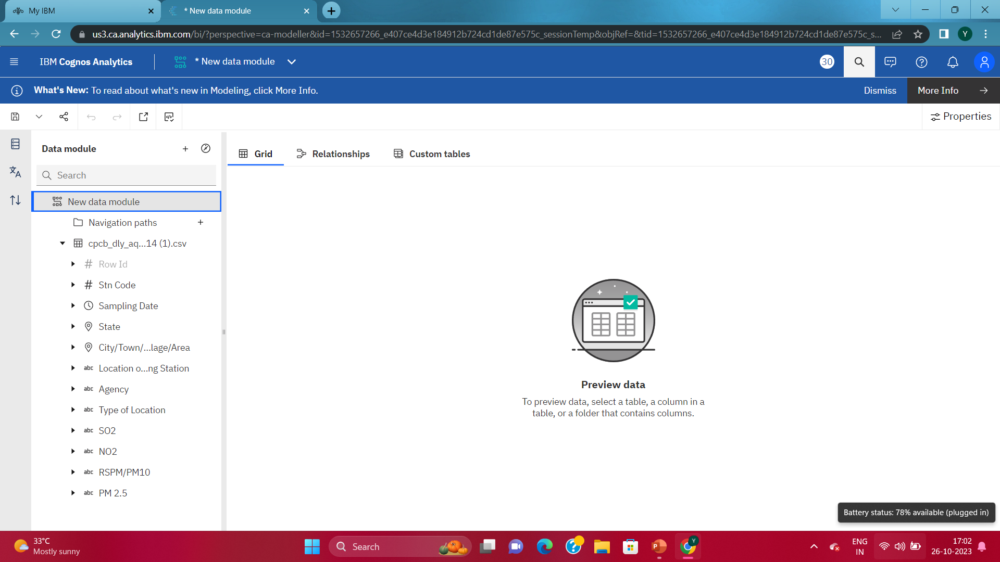 My IBM
* New data module
us3.ca.analytics.ibm.com/bi/?perspective=ca-modeller&id=1532657266_e407ce4d3e184912b724cd1de87e575c_sessionTemp&objRef=&tid=1532657266_e407ce4d3e184912b724cd1de87e575c_s...
Y
IBM Cognos Analytics
* New data module
30
What's New: To read about what's new in Modeling, click More Info.
Dismiss
More Info
Properties
Data module
Search
New data module
Navigation paths
cpcb_dly_aq...14 (1).csv
Row Id
Stn Code
Sampling Date
State
City/Town/...lage/Area
abc Location o...ng Station
abc Agency
abc Type of Location
abc SO2
abc NO2
abc RSPM/PM10
abc PM 2.5
Grid
Relationships
Custom tables
Preview data
To preview data, select a table, a column in a
table, or a folder that contains columns.
Battery status: 78% available (plugged in)
33°C
Mostly sunny
Search
P
Y
ENG
IN
17:02
26-10-2023